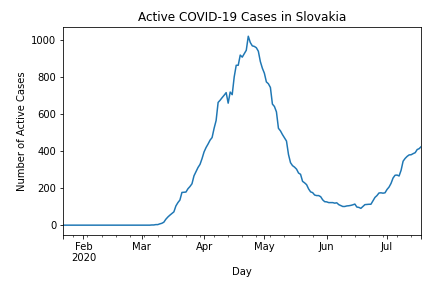 Active COVID-19 Cases in Slovakia
1000
800
600
400
200
0
Number of Active Cases
Feb Mar Apr May Jun Jul
2020
Day